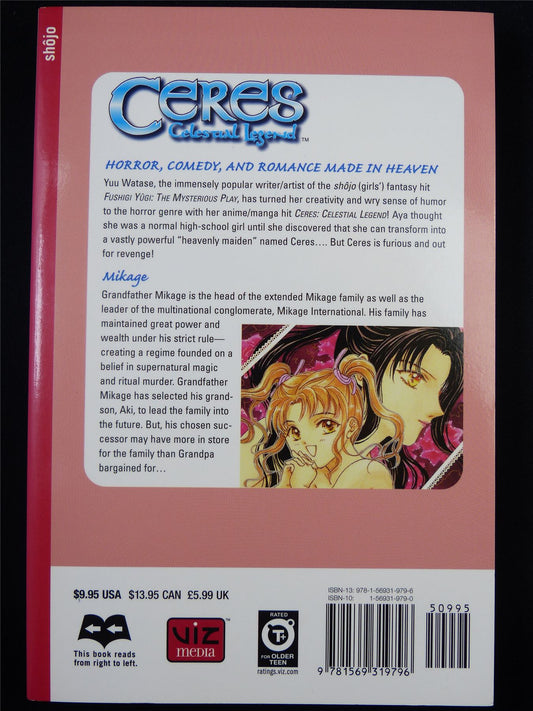 shôjo
CERES
Celestial Legend™
HORROR, COMEDY, AND ROMANCE MADE IN HEAVEN
Yuu Watase, the immensely popular writer/artist of the shôjo (girls') fantasy hit
FUSHIGI YÛGI: THE MYSTERIOUS PLAY, has turned her creativity and wry sense of humor
to the horror genre with her anime/manga hit CERES: CELESTIAL LEGEND! Aya thought
she was a normal high-school girl until she discovered that she can transform into
a vastly powerful "heavenly maiden" named Ceres.... But Ceres is furious and out
for revenge!
Mikage
Grandfather Mikage is the head of the extended Mikage family as well as the
leader of the multinational conglomerate, Mikage International. His family has
maintained great power and
wealth under his strict rule—
creating a regime founded on a
belief in supernatural magic
and ritual murder. Grandfather
Mikage has selected his grand-
son, Aki, to lead the family into
the future. But, his chosen suc-
cessor may have more in store
for the family than Grandpa
bargained for...
$9.95 USA $13.95 CAN £5.99 UK
This book reads
from right to left.
VIZ
MEDIA
™
RATED
T+
FOR OLDER
TEEN
ratings.viz.com
ISBN-13: 978-1-56931-979-6
ISBN-10: 1-56931-979-0
50995
9 781569 319796